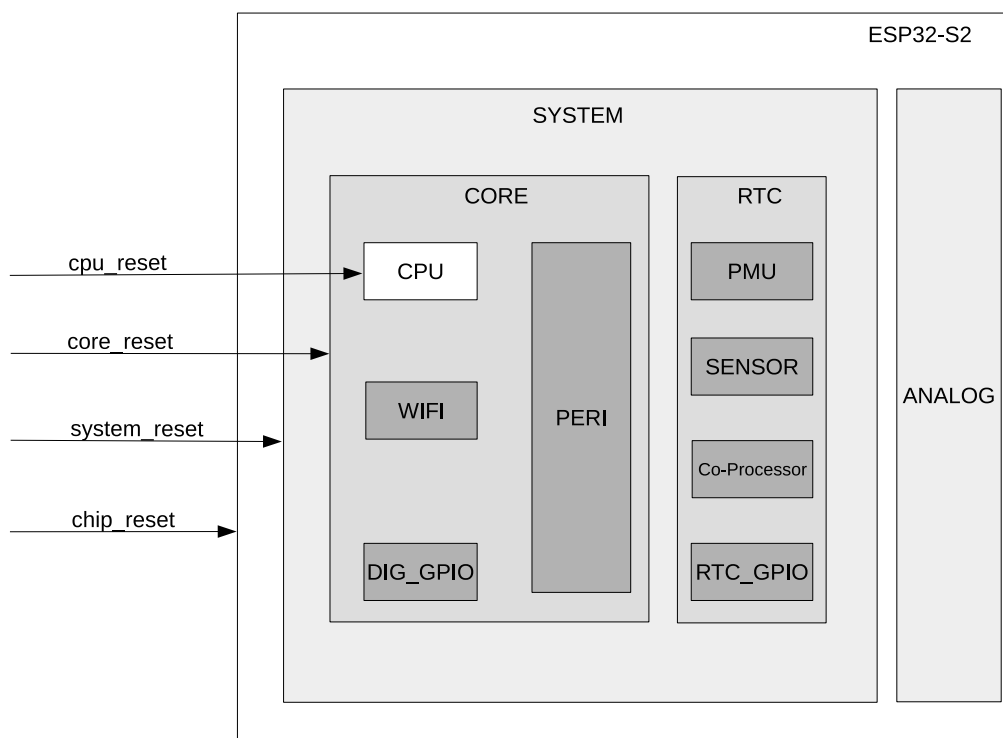 ESP32-S2
SYSTEM
CORE
RTC
cpu_reset
CPU
PMU
core_reset
SENSOR
WIFI
PERI
ANALOG
system_reset
Co-Processor
chip_reset
DIG_GPIO
RTC_GPIO